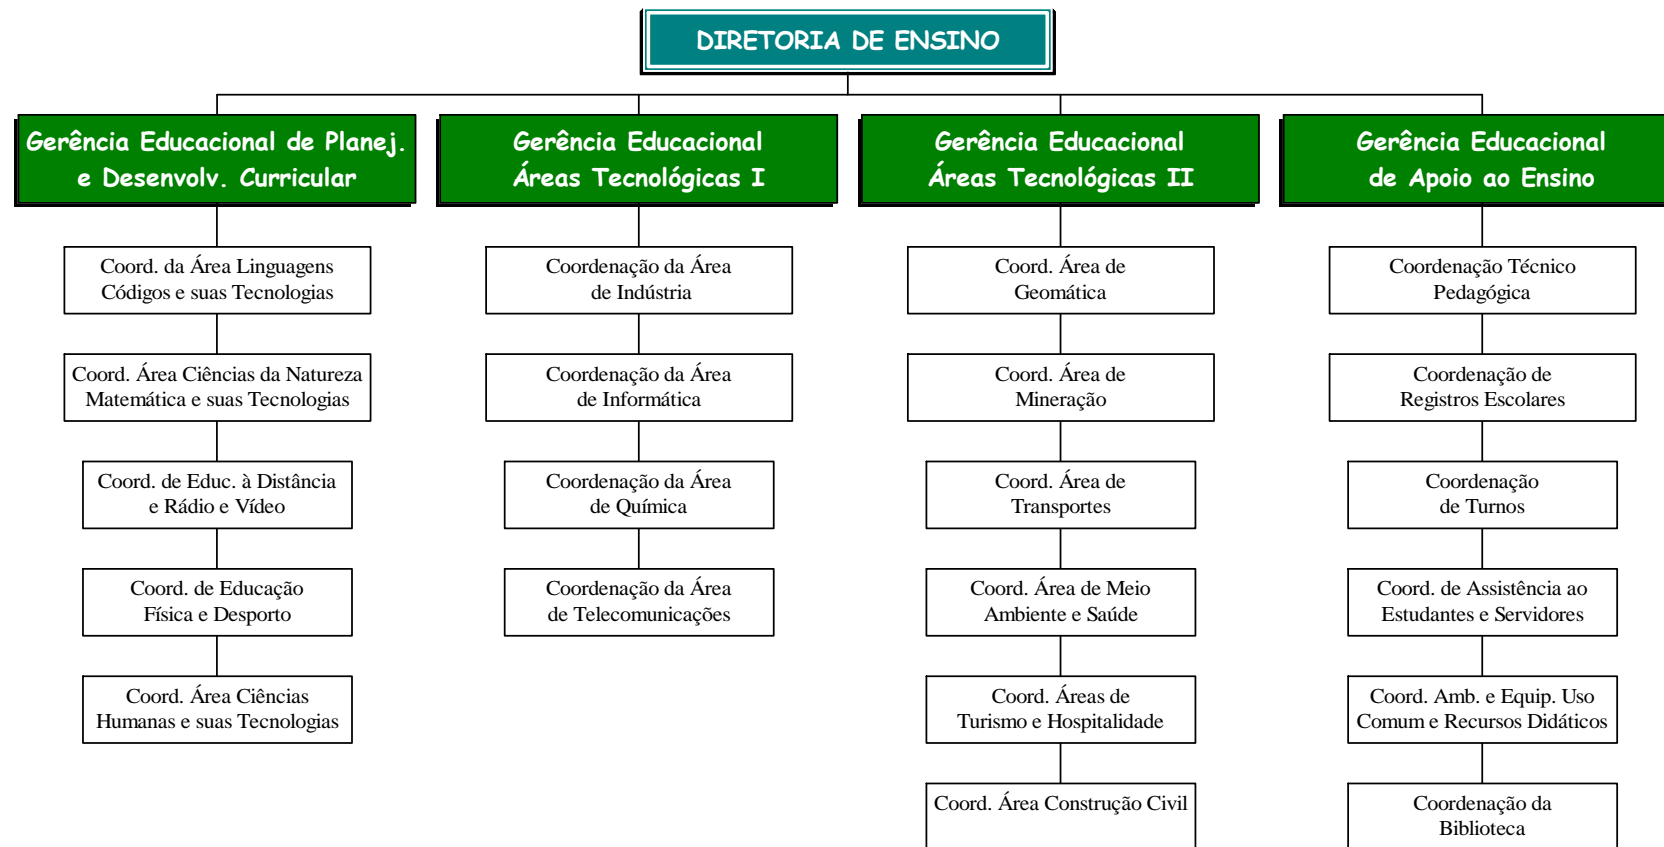 DIRETORIA DE ENSINO
Gerência Educacional de Planej.
e Desenvolv. Curricular
Gerência Educacional
Áreas Tecnológicas I
Gerência Educacional
Áreas Tecnológicas II
Gerência Educacional
de Apoio ao Ensino
Coord. da Área Linguagens
Códigos e suas Tecnologias
Coord. Área Ciências da Natureza
Matemática e suas Tecnologias
Coord. de Educ. à Distância
e Rádio e Vídeo
Coord. de Educação
Física e Desporto
Coord. Área Ciências
Humanas e suas Tecnologias
Coordenação da Área
de Indústria
Coordenação da Área
de Informática
Coordenação da Área
de Química
Coordenação da Área
de Telecomunicações
Coord. Área de
Geomática
Coord. Área de
Mineração
Coord. Área de
Transportes
Coord. Área de Meio
Ambiente e Saúde
Coord. Áreas de
Turismo e Hospitalidade
Coord. Área Construção Civil
Coordenação Técnico
Pedagógica
Coordenação de
Registros Escolares
Coordenação
de Turnos
Coord. de Assistência ao
Estudantes e Servidores
Coord. Amb. e Equip. Uso
Comum e Recursos Didáticos
Coordenação da
Biblioteca